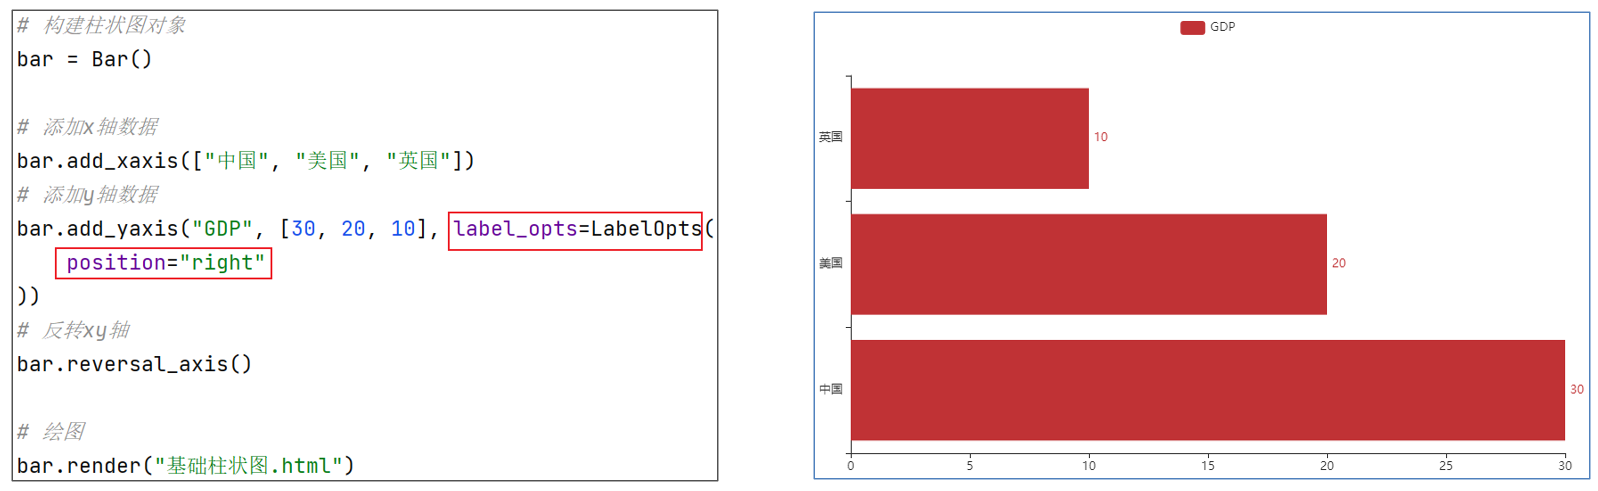 # 构建柱状图对象
bar = Bar()
# 添加x轴数据
bar.add_xaxis(["中国", "美国", "英国"])
# 添加y轴数据
bar.add_yaxis("GDP", [30, 20, 10], label_opts=LabelOpts(
position="right"
))
# 反转xy轴
bar.reversal_axis()
# 绘图
bar.render("基础柱状图.html")
GDP
英国 10
美国 20
中国 30
0 5 10 15 20 25 30